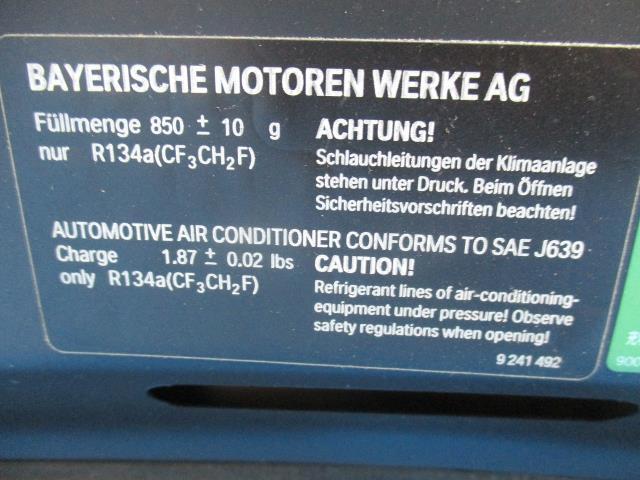 BAYERISCHE MOTOREN WERKE AG
Füllmenge 850 ± 10 g
nur R134a(CF₃CH₂F)
ACHTUNG!
Schlauchleitungen der Klimaanlage
stehen unter Druck. Beim Öffnen
Sicherheitsvorschriften beachten!
AUTOMOTIVE AIR CONDITIONER CONFORMS TO SAE J639
Charge 1.87 ± 0.02 lbs
only R134a(CF₃CH₂F)
CAUTION!
Refrigerant lines of air-conditioning-
equipment under pressure! Observe
safety regulations when opening!
9 241 492
900